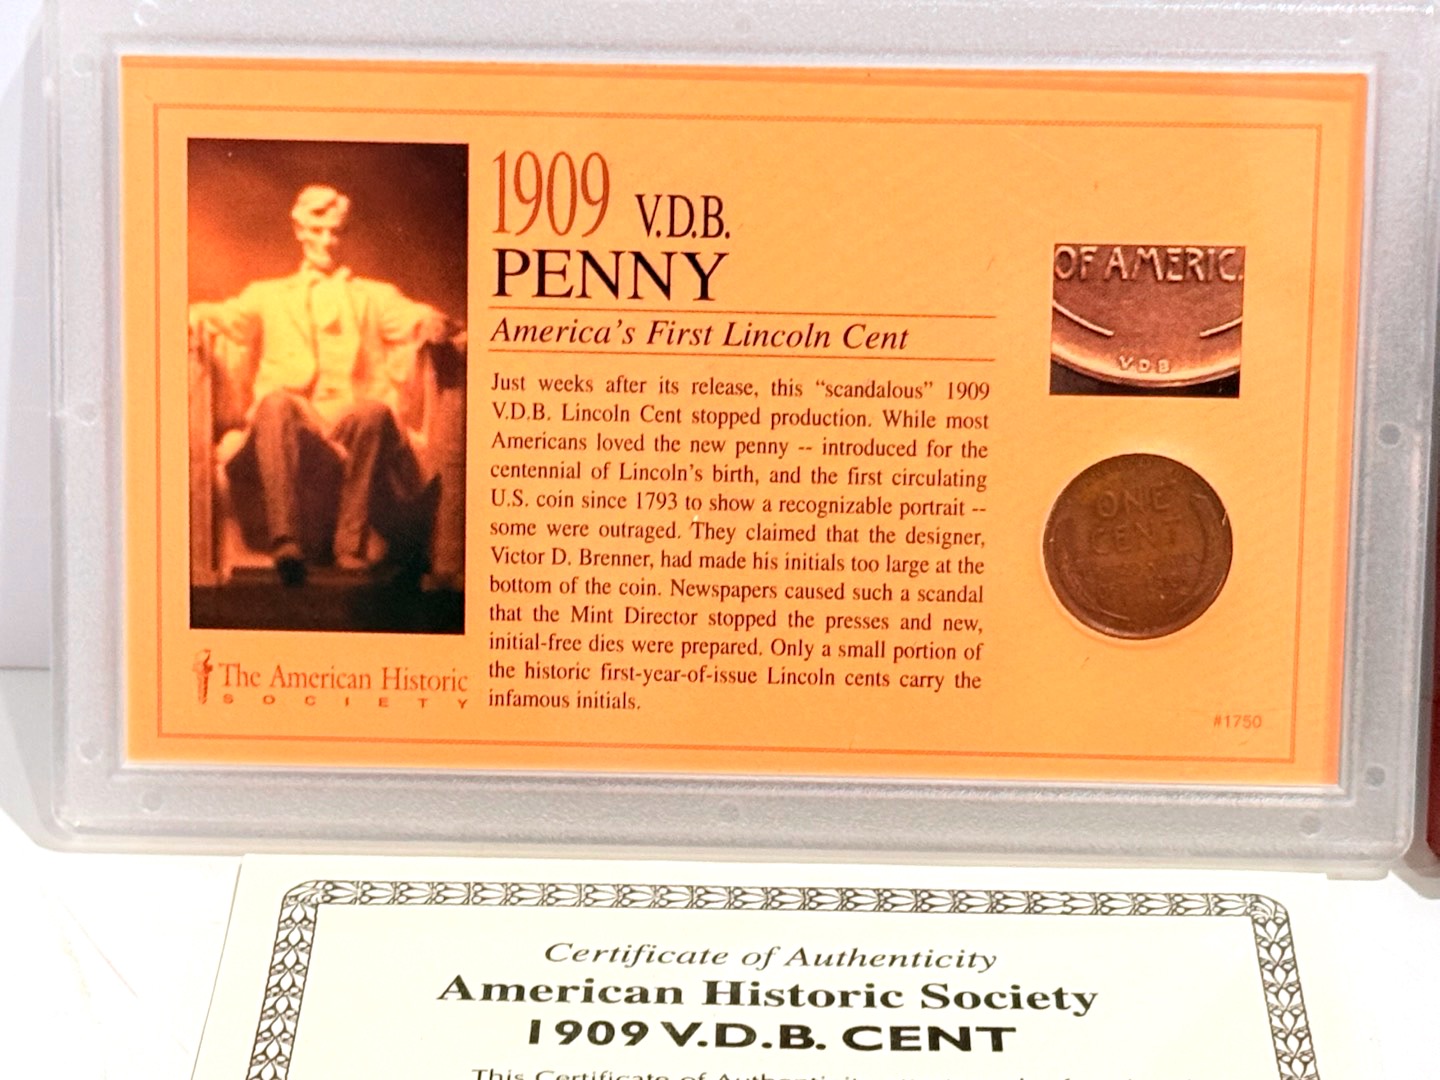 1909 V.D.B.
PENNY
America's First Lincoln Cent
Just weeks after its release, this “scandalous” 1909
V.D.B. Lincoln Cent stopped production. While most
Americans loved the new penny -- introduced for the
centennial of Lincoln's birth, and the first circulating
U.S. coin since 1793 to show a recognizable portrait --
some were outraged. They claimed that the designer,
Victor D. Brenner, had made his initials too large at the
bottom of the coin. Newspapers caused such a scandal
that the Mint Director stopped the presses and new,
initial-free dies were prepared. Only a small portion of
the historic first-year-of-issue Lincoln cents carry the
infamous initials.
The American Historic
SOCIETY
OF AMERIC
VDB
ONE
CENT
#1750
Certificate of Authenticity
American Historic Society
1909 V.D.B. CENT
This Certificate of Authenticity